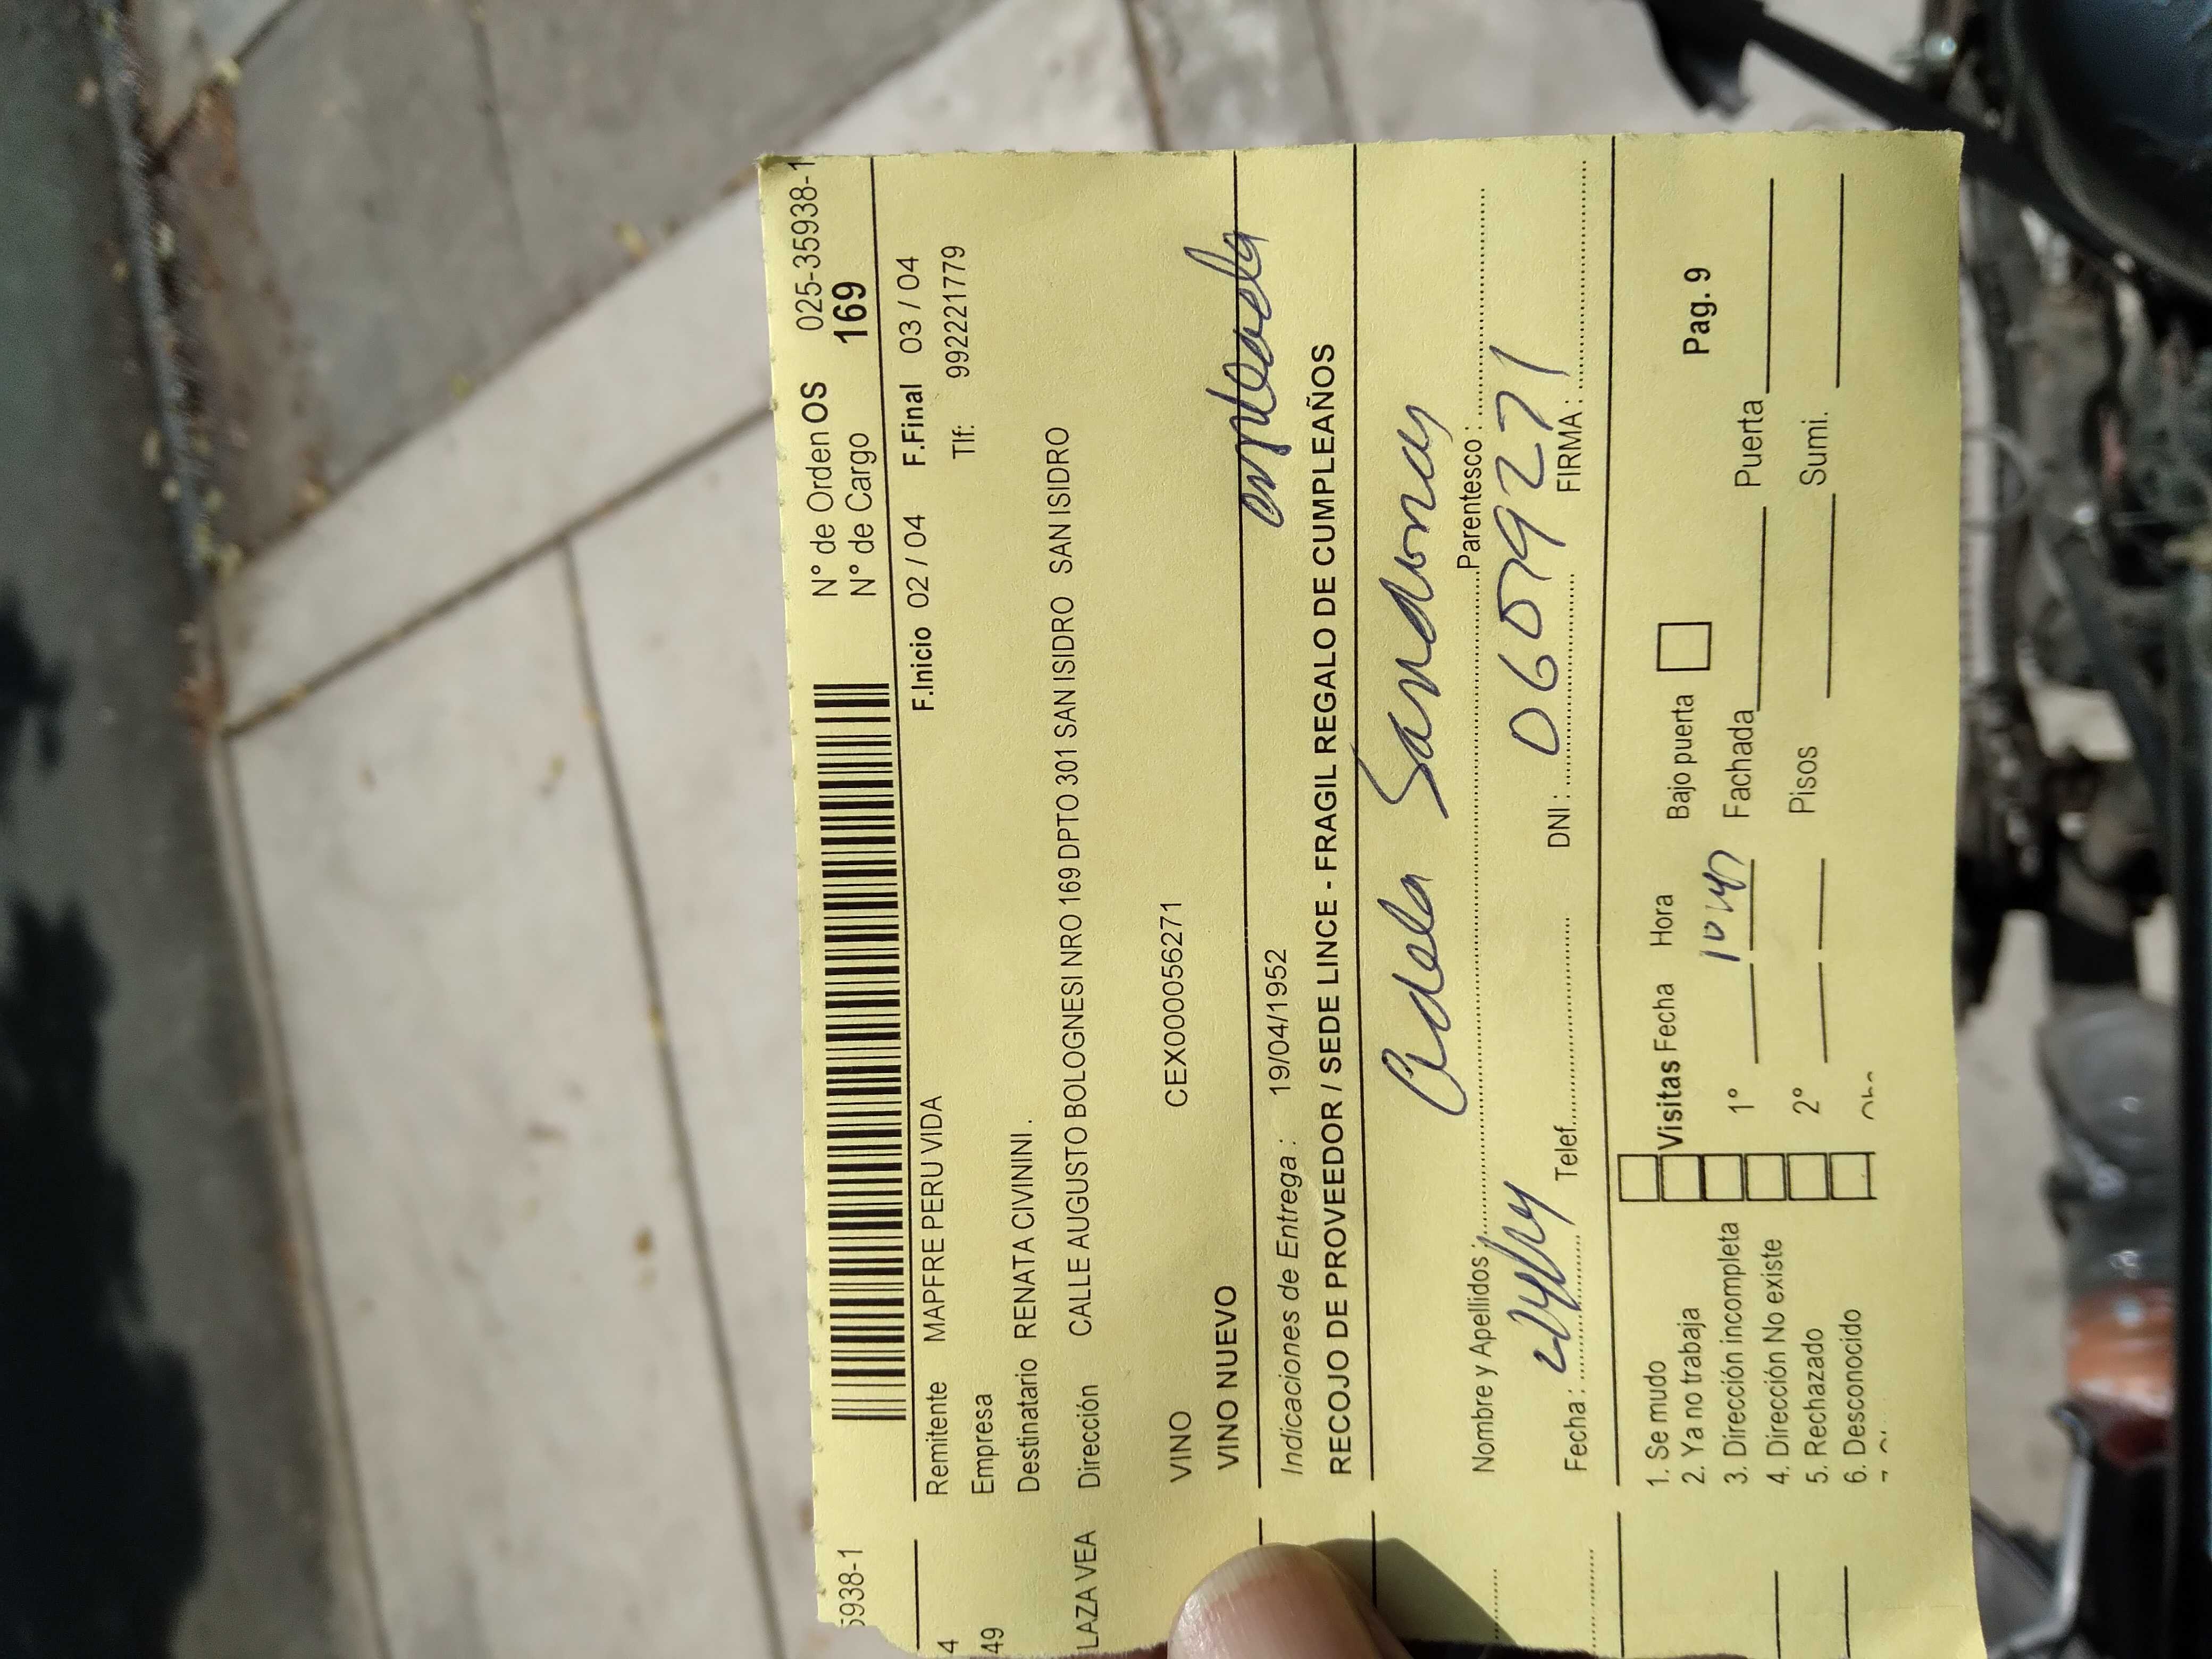 N° de Orden OS 025-35938-1
N° de Cargo 169
F.Inicio 02 / 04 F.Final 03 / 04
Remitente MAPFRE PERU VIDA
Tlf: 992221779
Empresa
Destinatario RENATA CIVININI .
Dirección CALLE AUGUSTO BOLOGNESI NRO 169 DPTO 301 SAN ISIDRO SAN ISIDRO
VINO CEX0000056271
VINO NUEVO
empleada
Indicaciones de Entrega : 19/04/1952
RECOJO DE PROVEEDOR / SEDE LINCE - FRAGIL REGALO DE CUMPLEAÑOS
Adela Sandonas
Nombre y Apellidos : Parentesco :
Fecha : Telef. DNI : 06079271 FIRMA :
1. Se mudo
2. Ya no trabaja
3. Dirección incompleta
4. Dirección No existe
5. Rechazado
6. Desconocido
Visitas Fecha Hora Bajo puerta Pag. 9
1° Fachada Puerta
2° Pisos Sumi.
5938-1
4
49
LAZA VEA